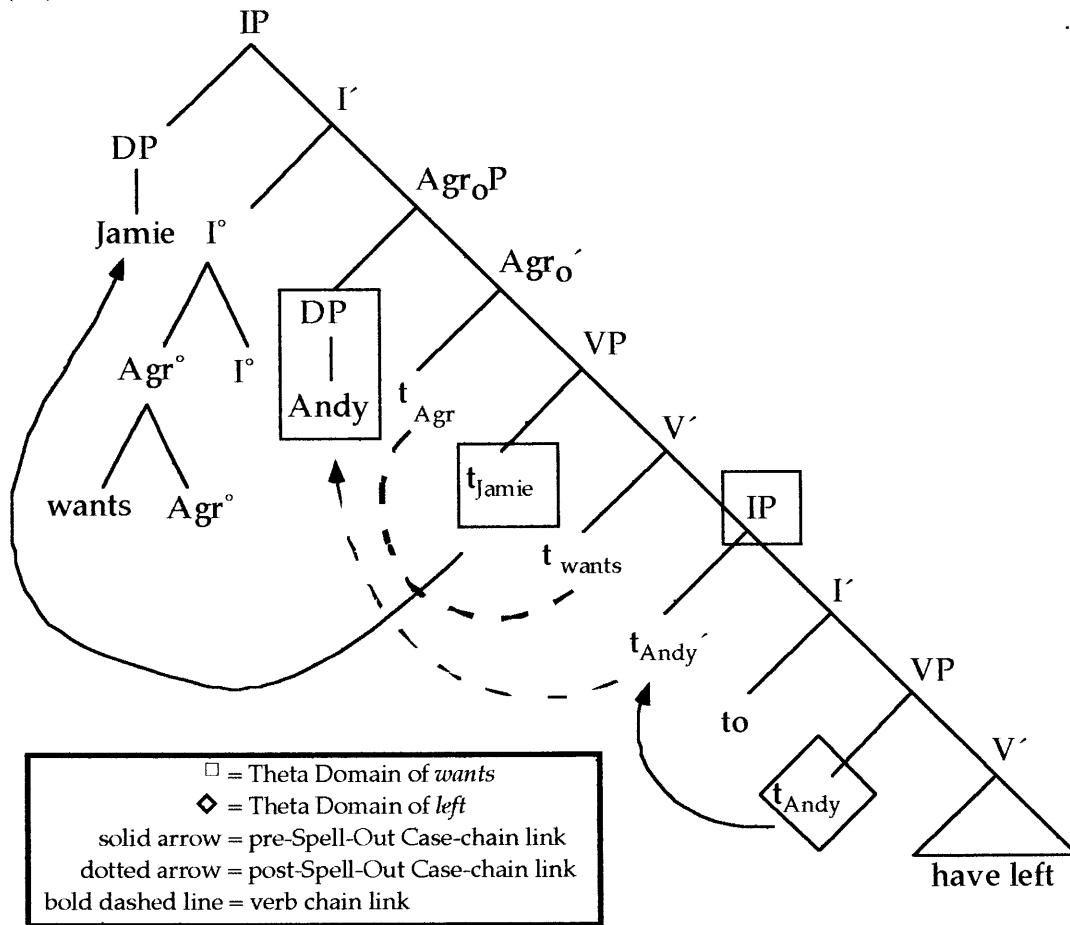 IP
I´
DP
AgrₒP
Jamie I°
Agrₒ´
DP
VP
Agr° I°
Andy
t Agr
V´
tJamie
IP
wants Agr°
t wants
I´
tAndy´
VP
to
V´
tAndy
have left
□ = Theta Domain of wants
◇ = Theta Domain of left
solid arrow = pre-Spell-Out Case-chain link
dotted arrow = post-Spell-Out Case-chain link
bold dashed line = verb chain link